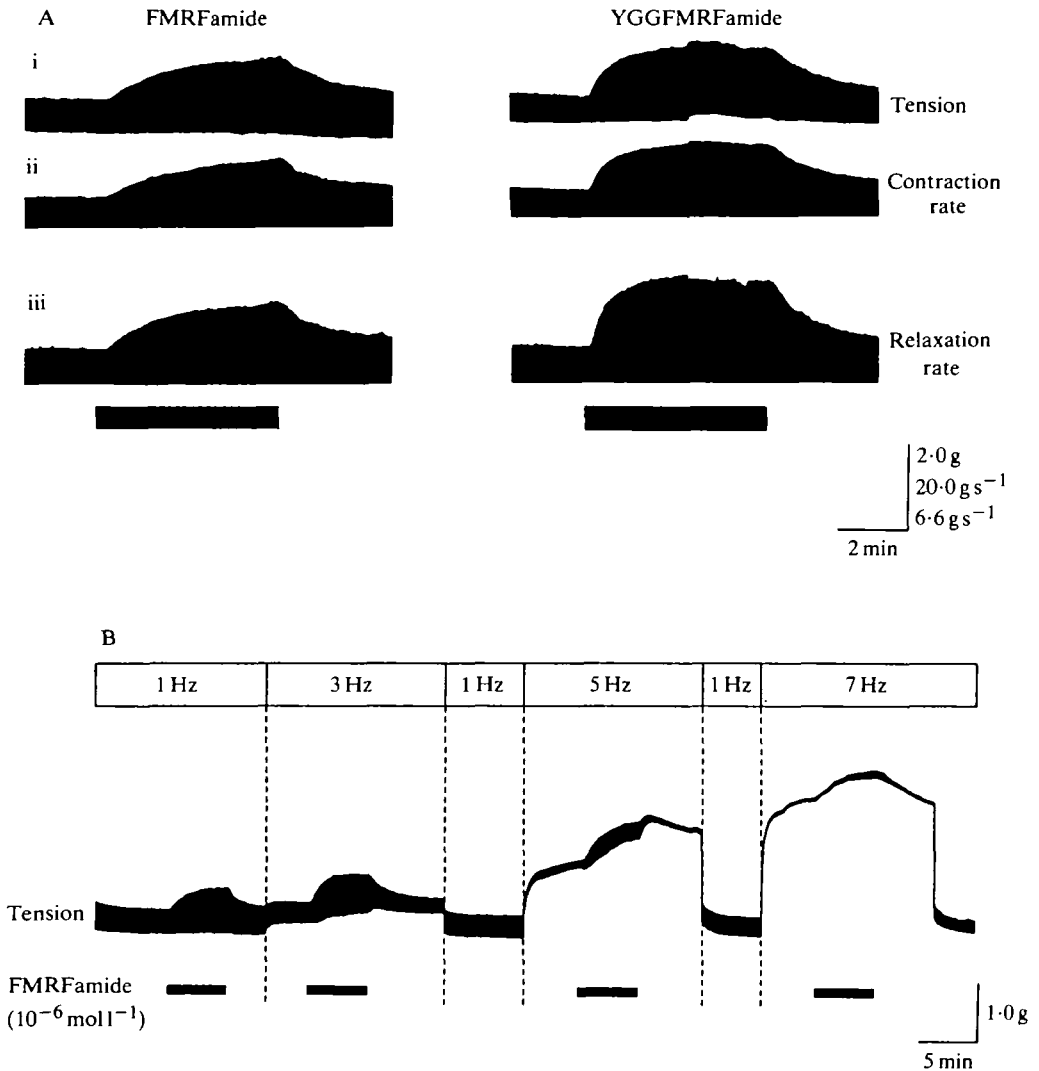 A
FMRFamide
YGGFMRFamide
i
Tension
ii
Contraction
rate
iii
Relaxation
rate
2·0 g
20·0 g s⁻¹
6·6 g s⁻¹
2 min
B
1 Hz 3 Hz 1 Hz 5 Hz 1 Hz 7 Hz
Tension
FMRFamide
(10⁻⁶ mol l⁻¹)
1·0 g
5 min